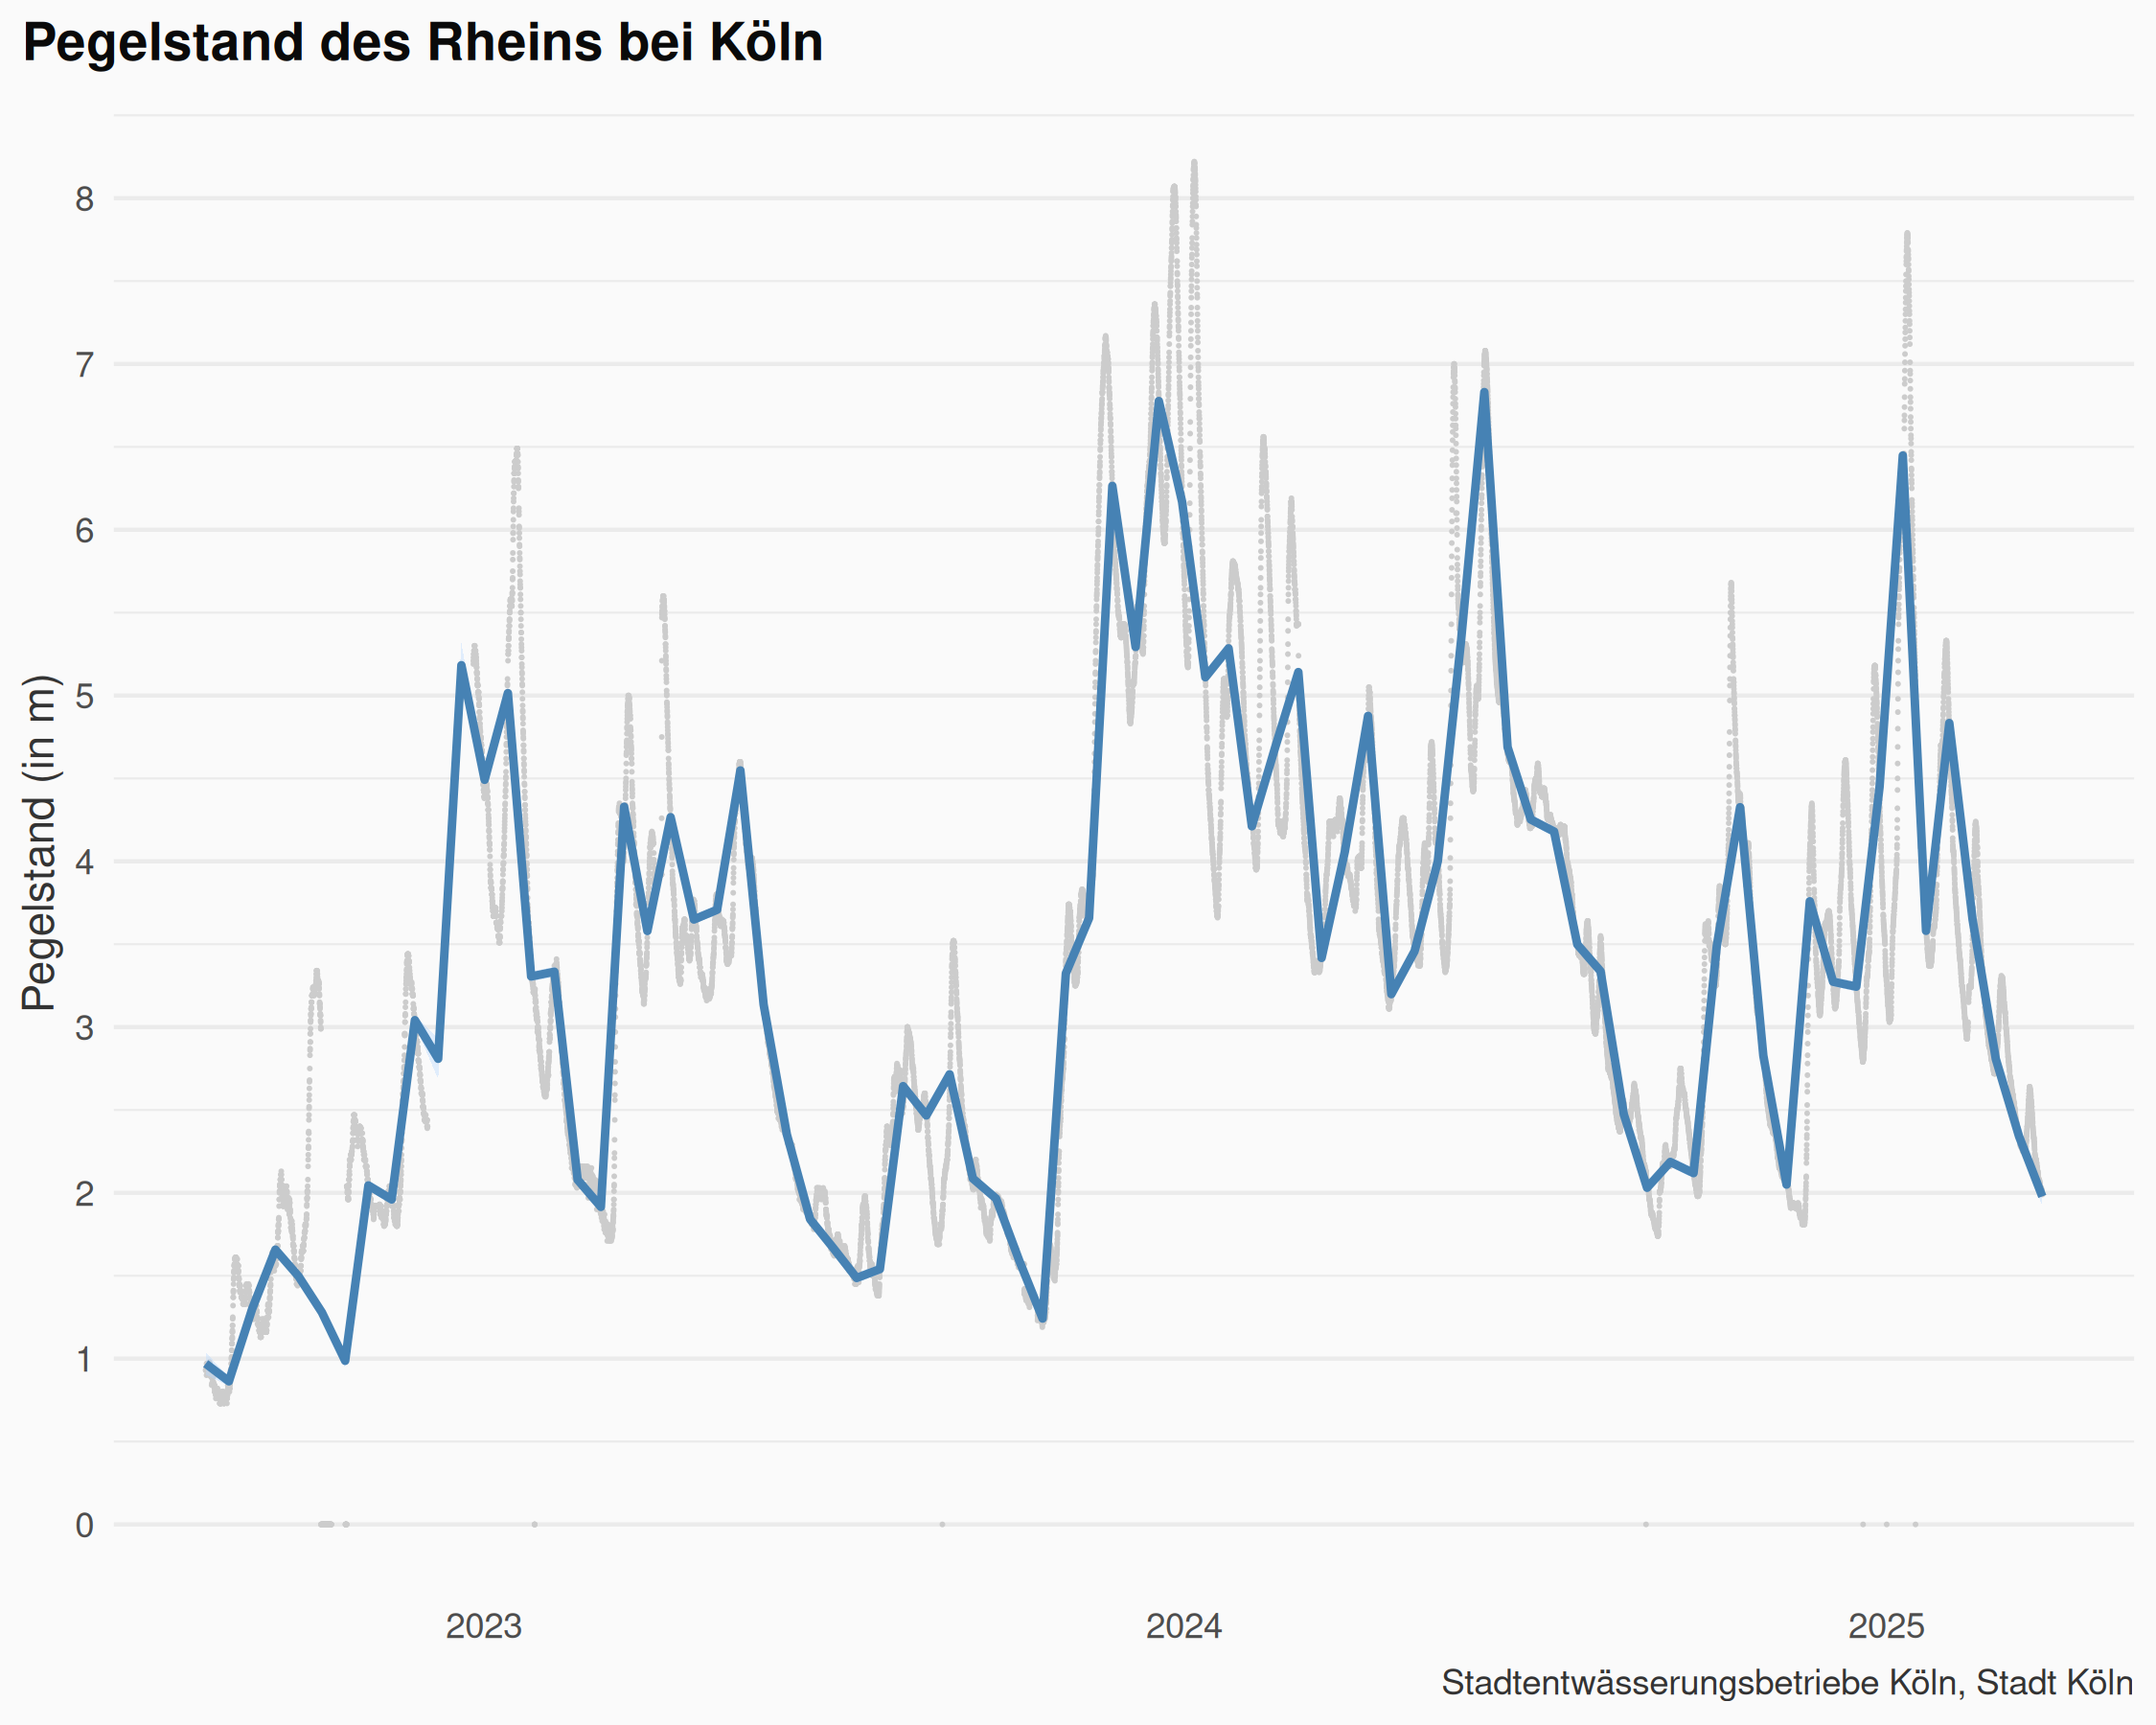 Pegelstand des Rheins bei Köln
Pegelstand (in m)
8
7
6
5
4
3
2
1
0
2023 2024 2025
Stadtentwässerungsbetriebe Köln, Stadt Köln